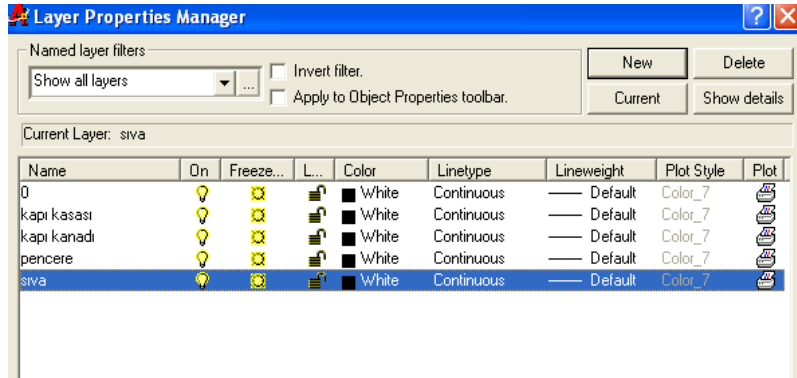 Layer Properties Manager
Named layer filters
Show all layers
...
Invert filter.
Apply to Object Properties toolbar.
New
Delete
Current
Show details
Current Layer: sıva
Name On Freeze... L... Color Linetype Lineweight Plot Style Plot
0 White Continuous Default Color_7
kapı kasası White Continuous Default Color_7
kapı kanadı White Continuous Default Color_7
pencere White Continuous Default Color_7
sıva White Continuous Default Color_7